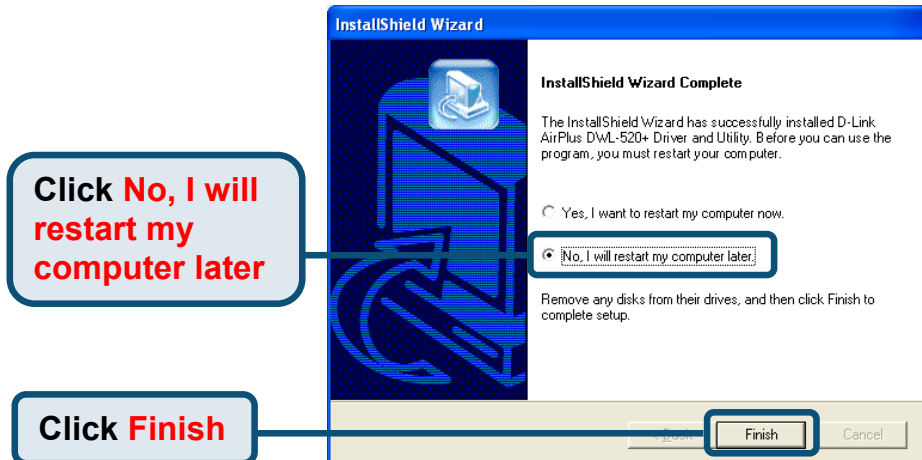 InstallShield Wizard
InstallShield Wizard Complete
The InstallShield Wizard has successfully installed D-Link
AirPlus DWL-520+ Driver and Utility. Before you can use the
program, you must restart your computer.
Click No, I will
restart my
computer later
Yes, I want to restart my computer now.
No, I will restart my computer later.
Remove any disks from their drives, and then click Finish to
complete setup.
Click Finish
< Back
Finish
Cancel